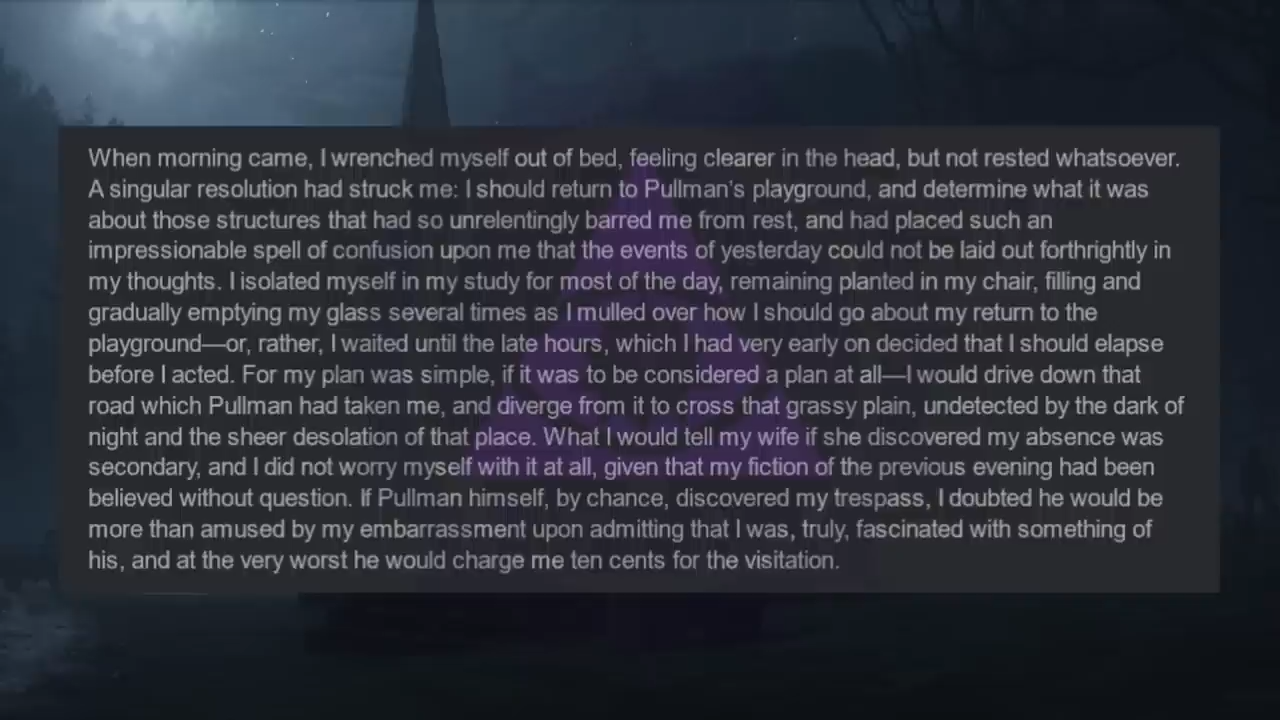 When morning came, I wrenched myself out of bed, feeling clearer in the head, but not rested whatsoever.
A singular resolution had struck me: I should return to Pullman's playground, and determine what it was
about those structures that had so unrelentingly barred me from rest, and had placed such an
impressionable spell of confusion upon me that the events of yesterday could not be laid out forthrightly in
my thoughts. I isolated myself in my study for most of the day, remaining planted in my chair, filling and
gradually emptying my glass several times as I mulled over how I should go about my return to the
playground—or, rather, I waited until the late hours, which I had very early on decided that I should elapse
before I acted. For my plan was simple, if it was to be considered a plan at all—I would drive down that
road which Pullman had taken me, and diverge from it to cross that grassy plain, undetected by the dark of
night and the sheer desolation of that place. What I would tell my wife if she discovered my absence was
secondary, and I did not worry myself with it at all, given that my fiction of the previous evening had been
believed without question. If Pullman himself, by chance, discovered my trespass, I doubted he would be
more than amused by my embarrassment upon admitting that I was, truly, fascinated with something of
his, and at the very worst he would charge me ten cents for the visitation.